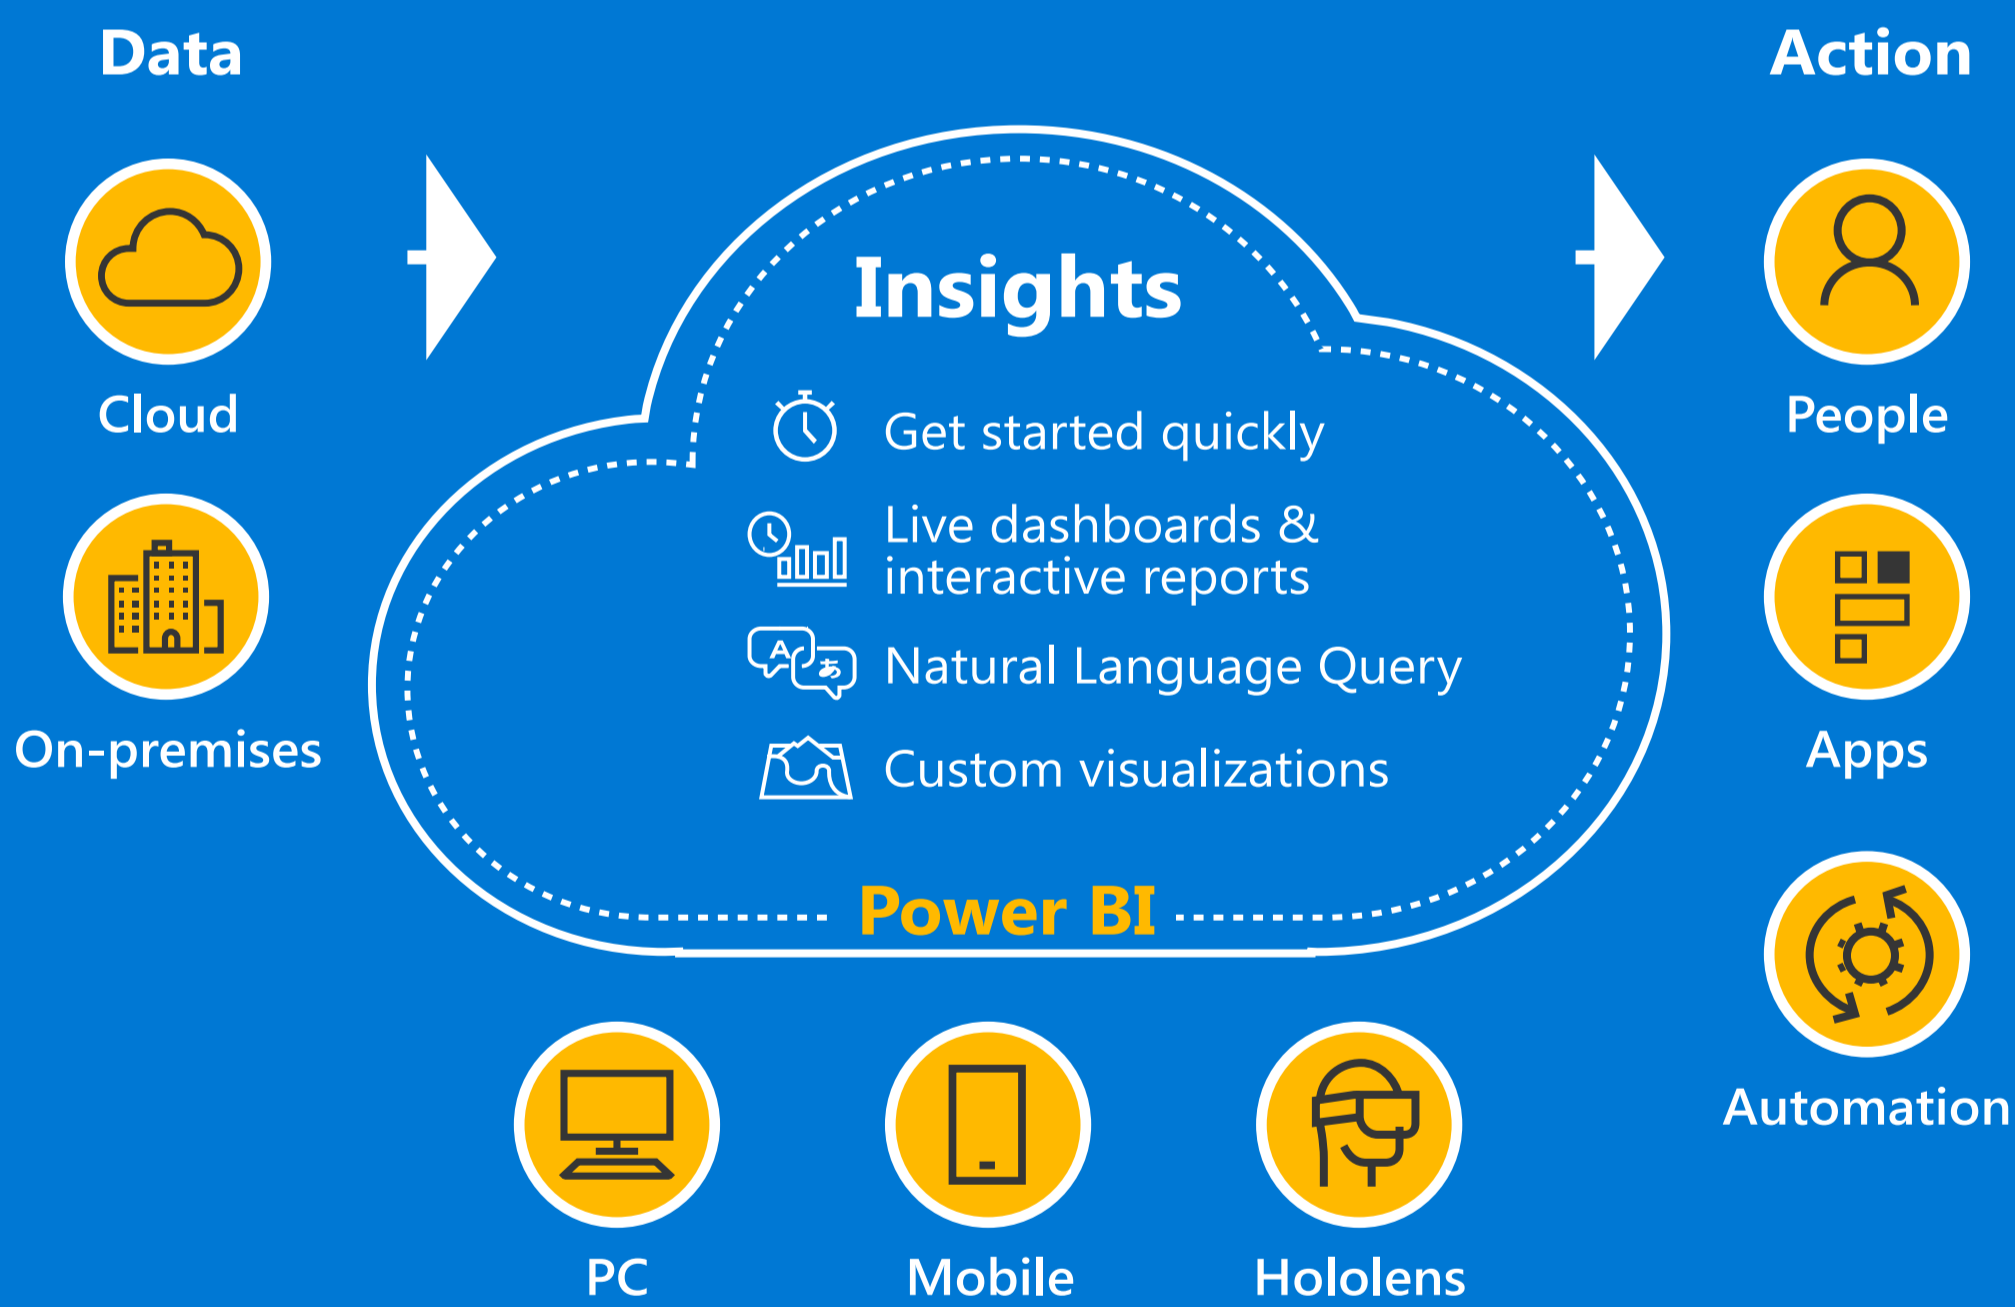 Data
Action
Cloud
On-premises
Insights
Get started quickly
Live dashboards &
interactive reports
A
あ
Natural Language Query
Custom visualizations
Power BI
People
Apps
Automation
PC
Mobile
Hololens